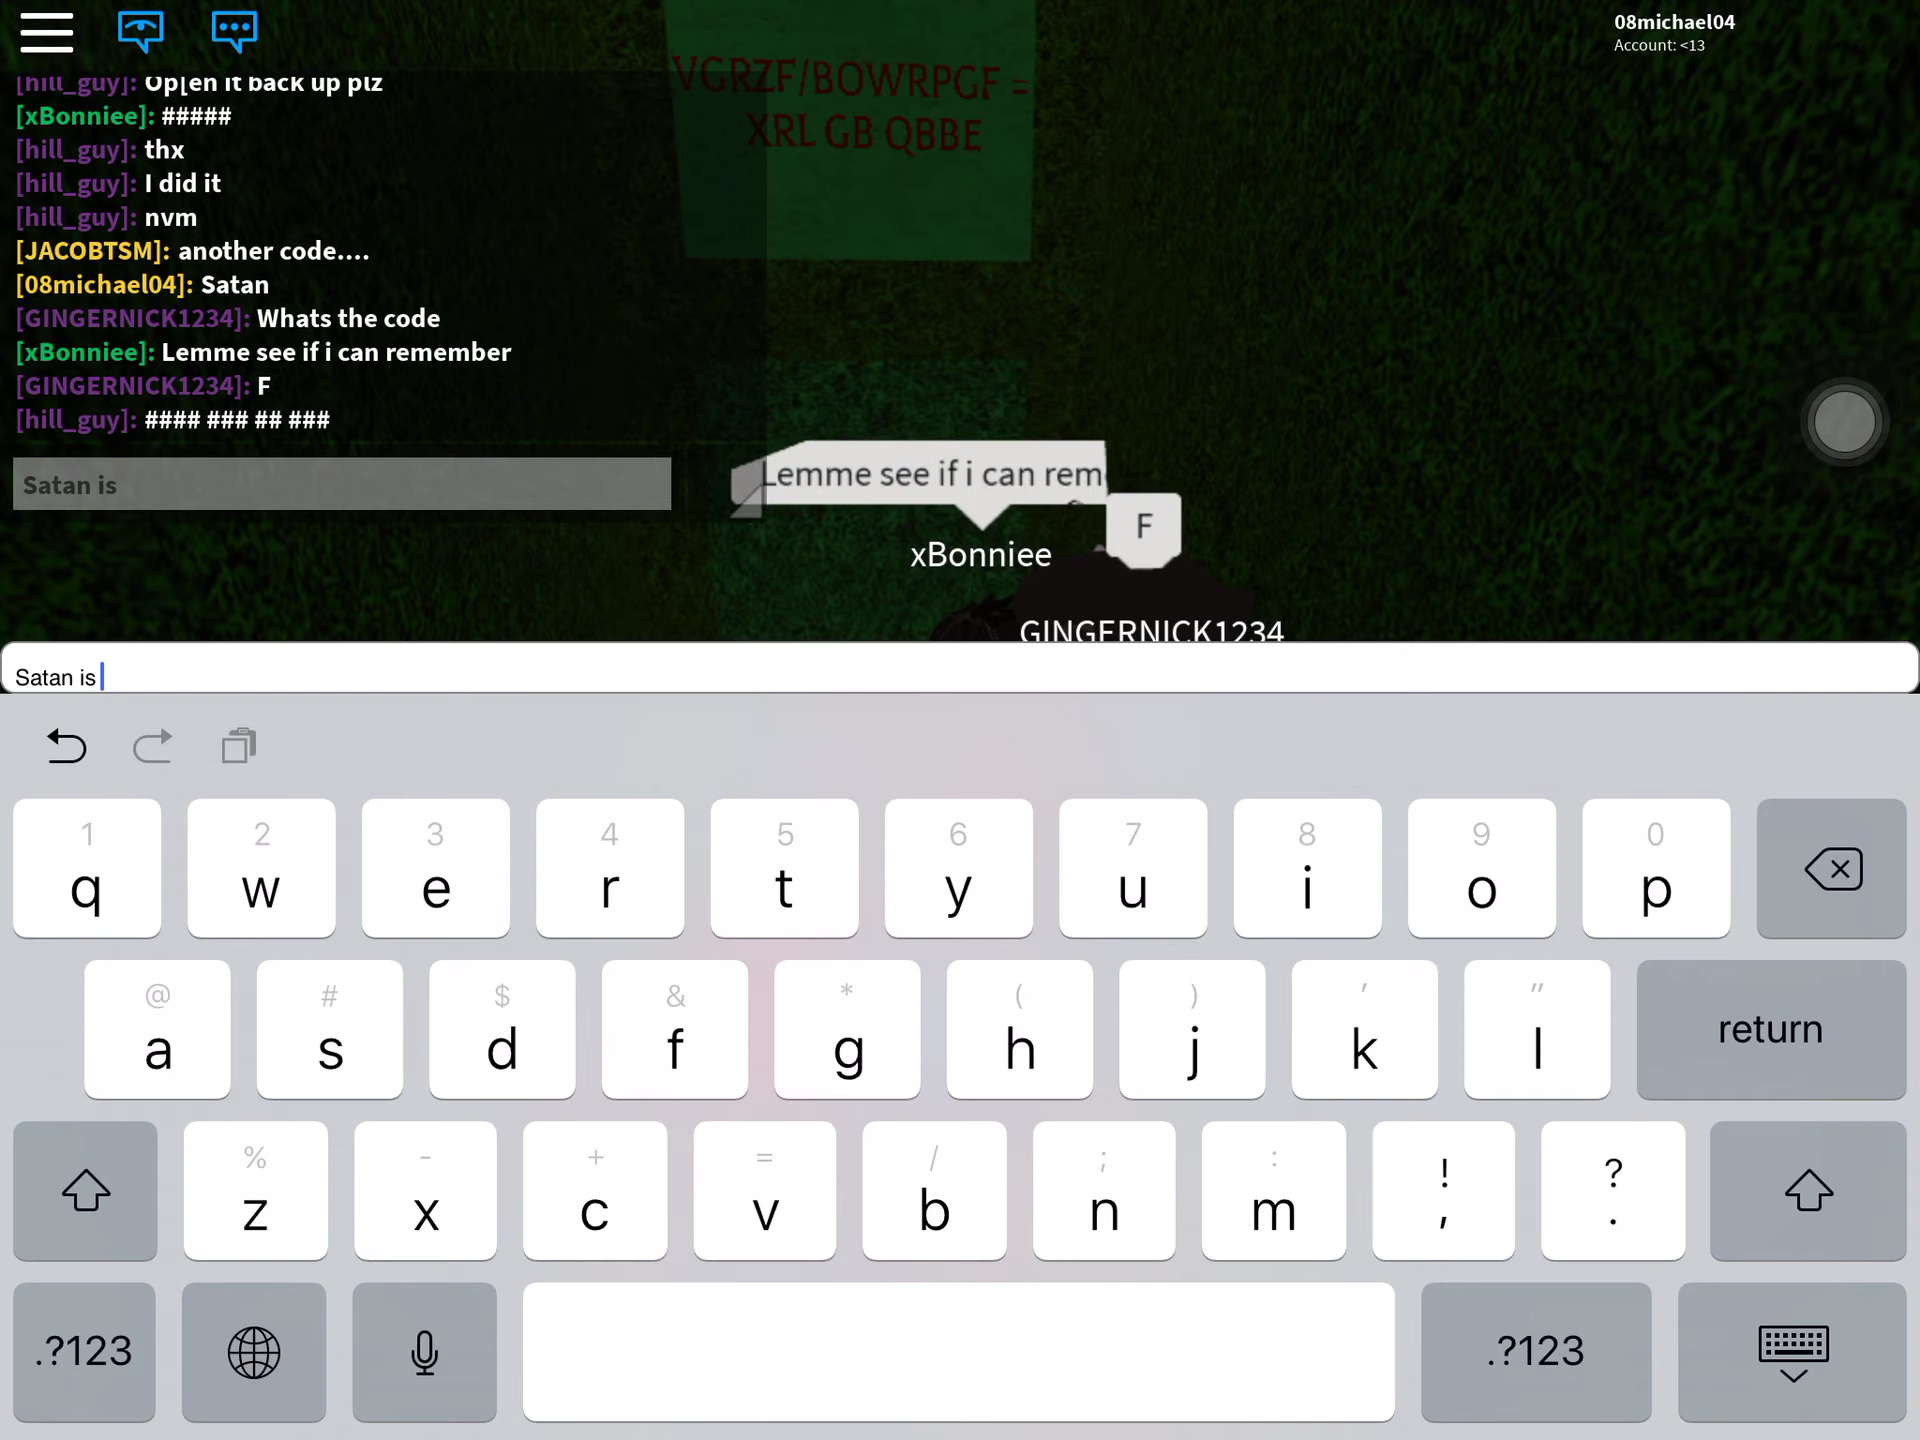 08michael04
Account: <13
VGRZF/BOWRPGF =
XRL GB QBBE
[hill_guy]: Op[en it back up plz
[xBonniee]: #####
[hill_guy]: thx
[hill_guy]: I did it
[hill_guy]: nvm
[JACOBTSM]: another code....
[08michael04]: Satan
[GINGERNICK1234]: Whats the code
[xBonniee]: Lemme see if i can remember
[GINGERNICK1234]: F
[hill_guy]: #### ### ## ###
Satan is
Lemme see if i can rem
F
xBonniee
GINGERNICK1234
Satan is
1 2 3 4 5 6 7 8 9 0
q w e r t y u i o p
@ # $ & * ( ) ' "
a s d f g h j k l return
% - + = / ; : ! ?
z x c v b n m , .
.?123 .?123